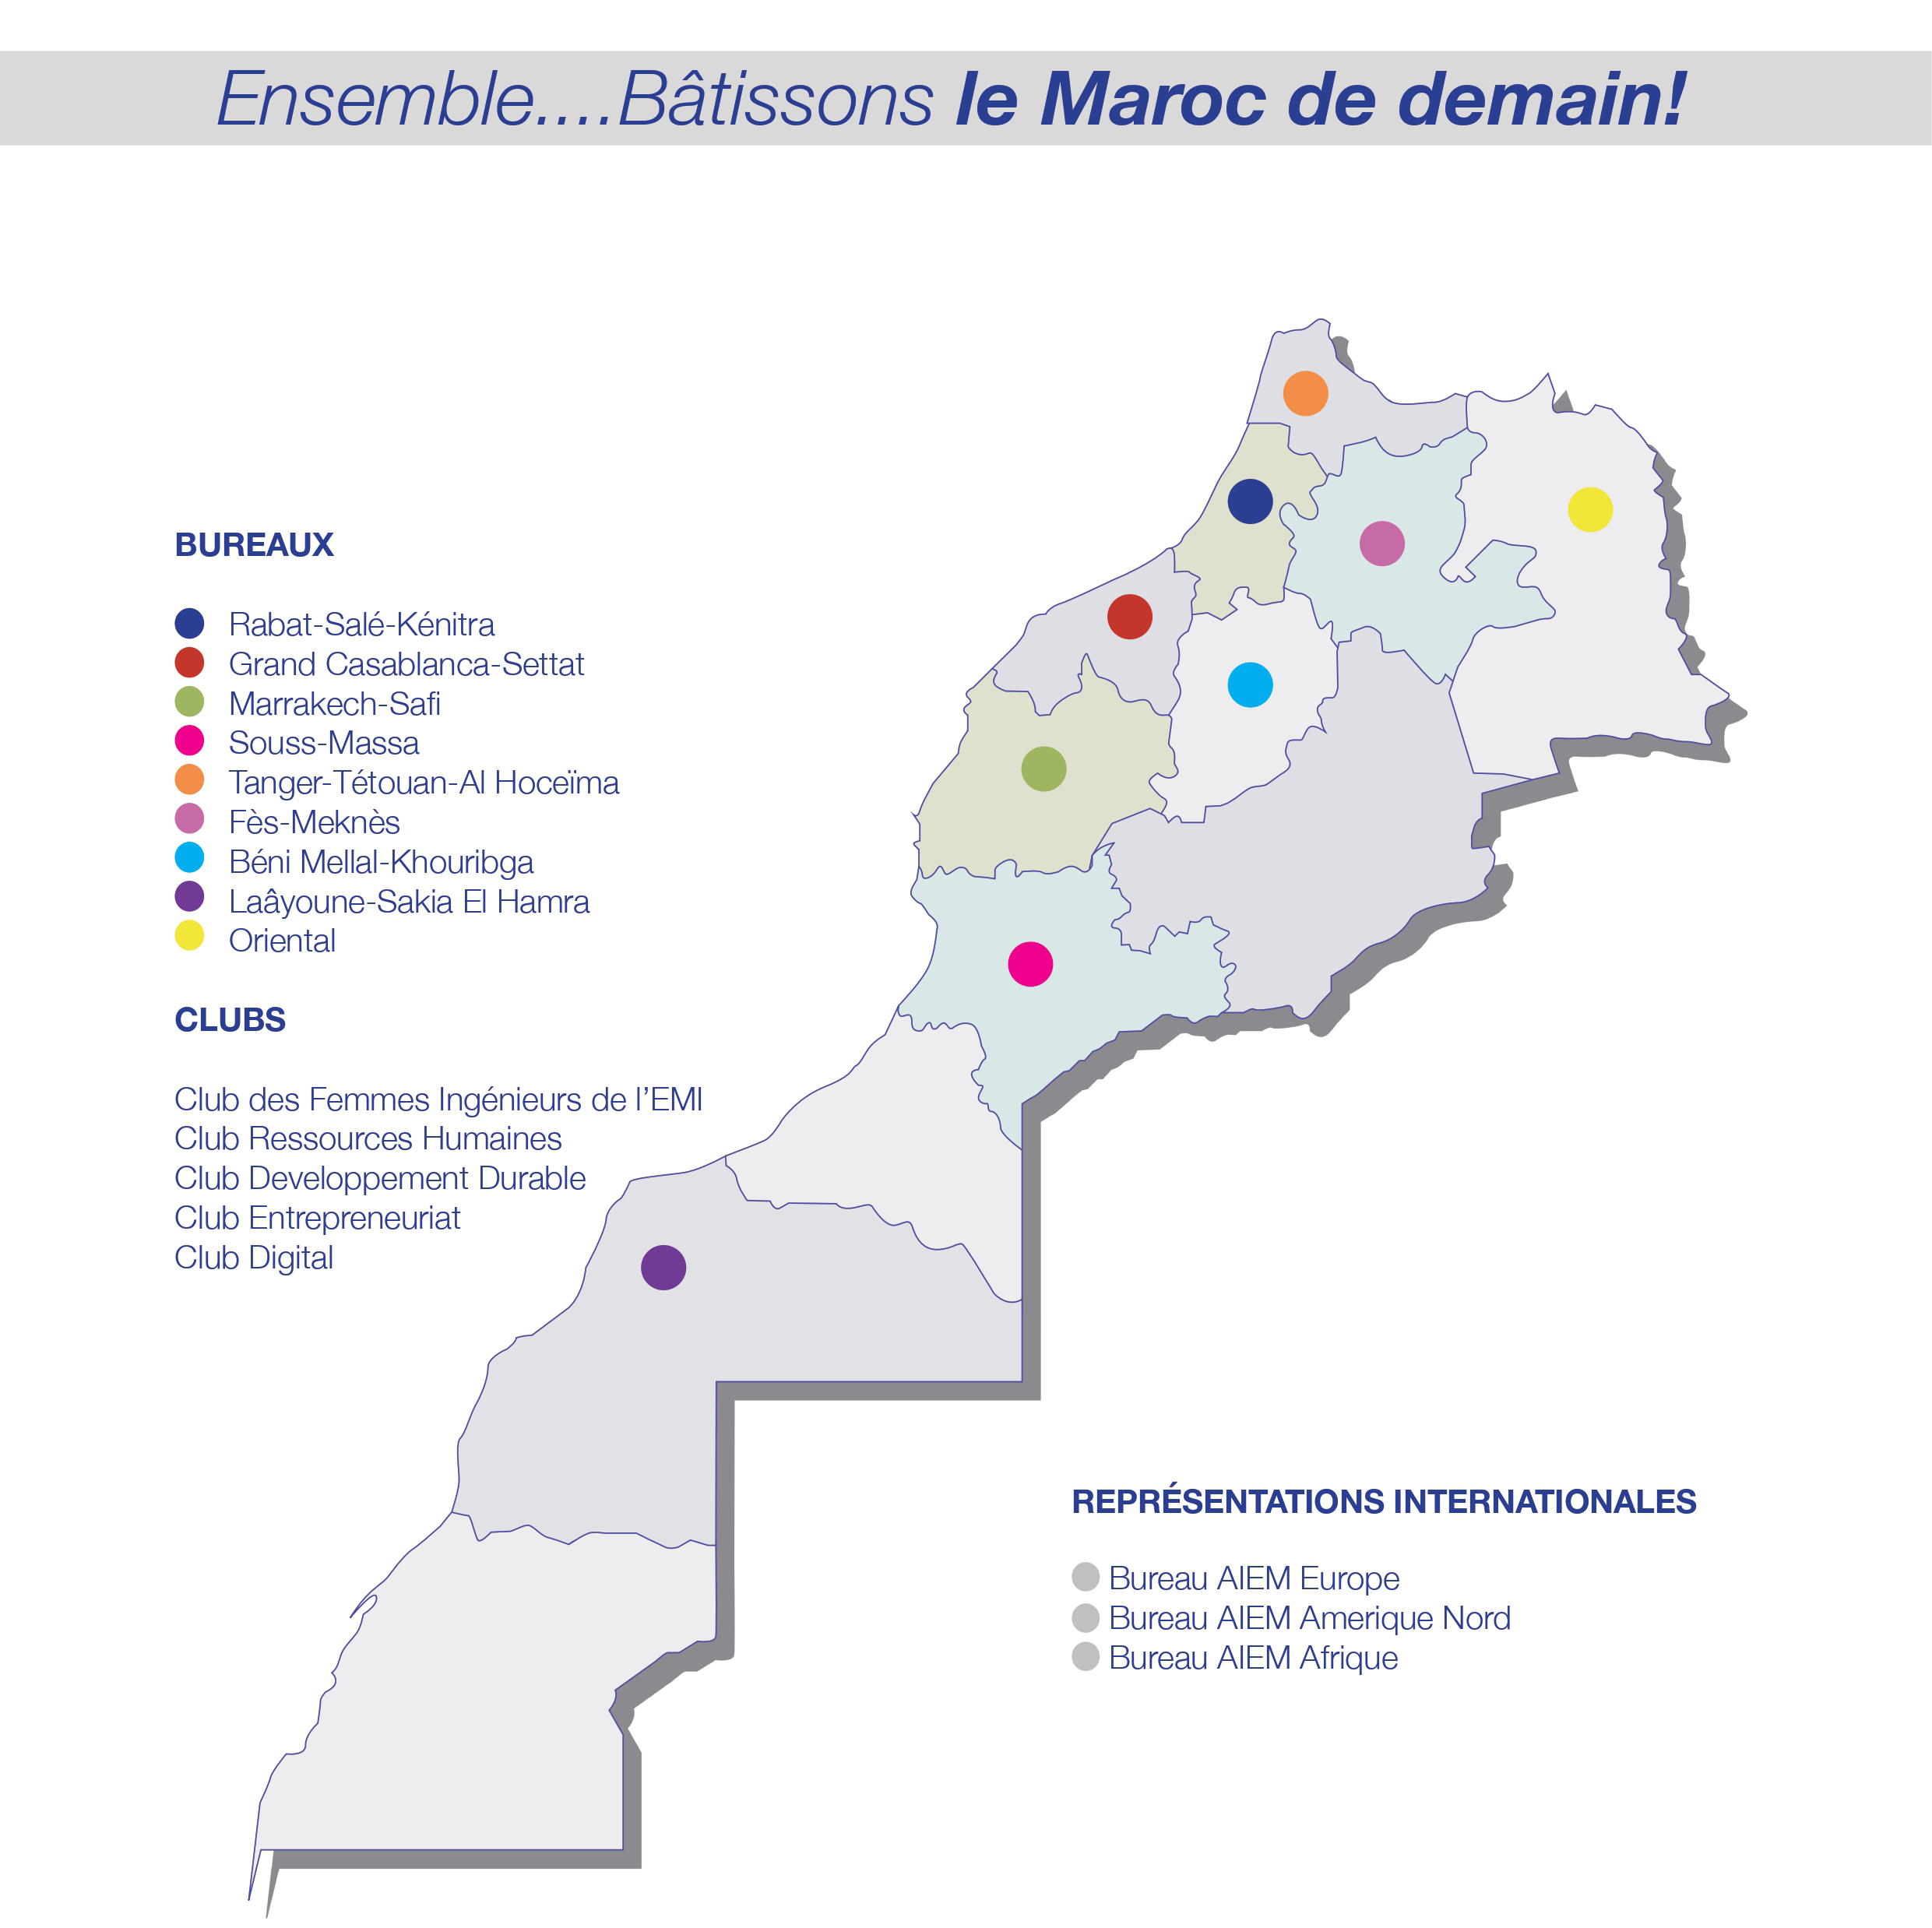 Ensemble....Bâtissons le Maroc de demain!
BUREAUX
Rabat-Salé-Kénitra
Grand Casablanca-Settat
Marrakech-Safi
Souss-Massa
Tanger-Tétouan-Al Hoceïma
Fès-Meknès
Béni Mellal-Khouribga
Laâyoune-Sakia El Hamra
Oriental
CLUBS
Club des Femmes Ingénieurs de l’EMI
Club Ressources Humaines
Club Developpement Durable
Club Entrepreneuriat
Club Digital
REPRÉSENTATIONS INTERNATIONALES
Bureau AIEM Europe
Bureau AIEM Amerique Nord
Bureau AIEM Afrique